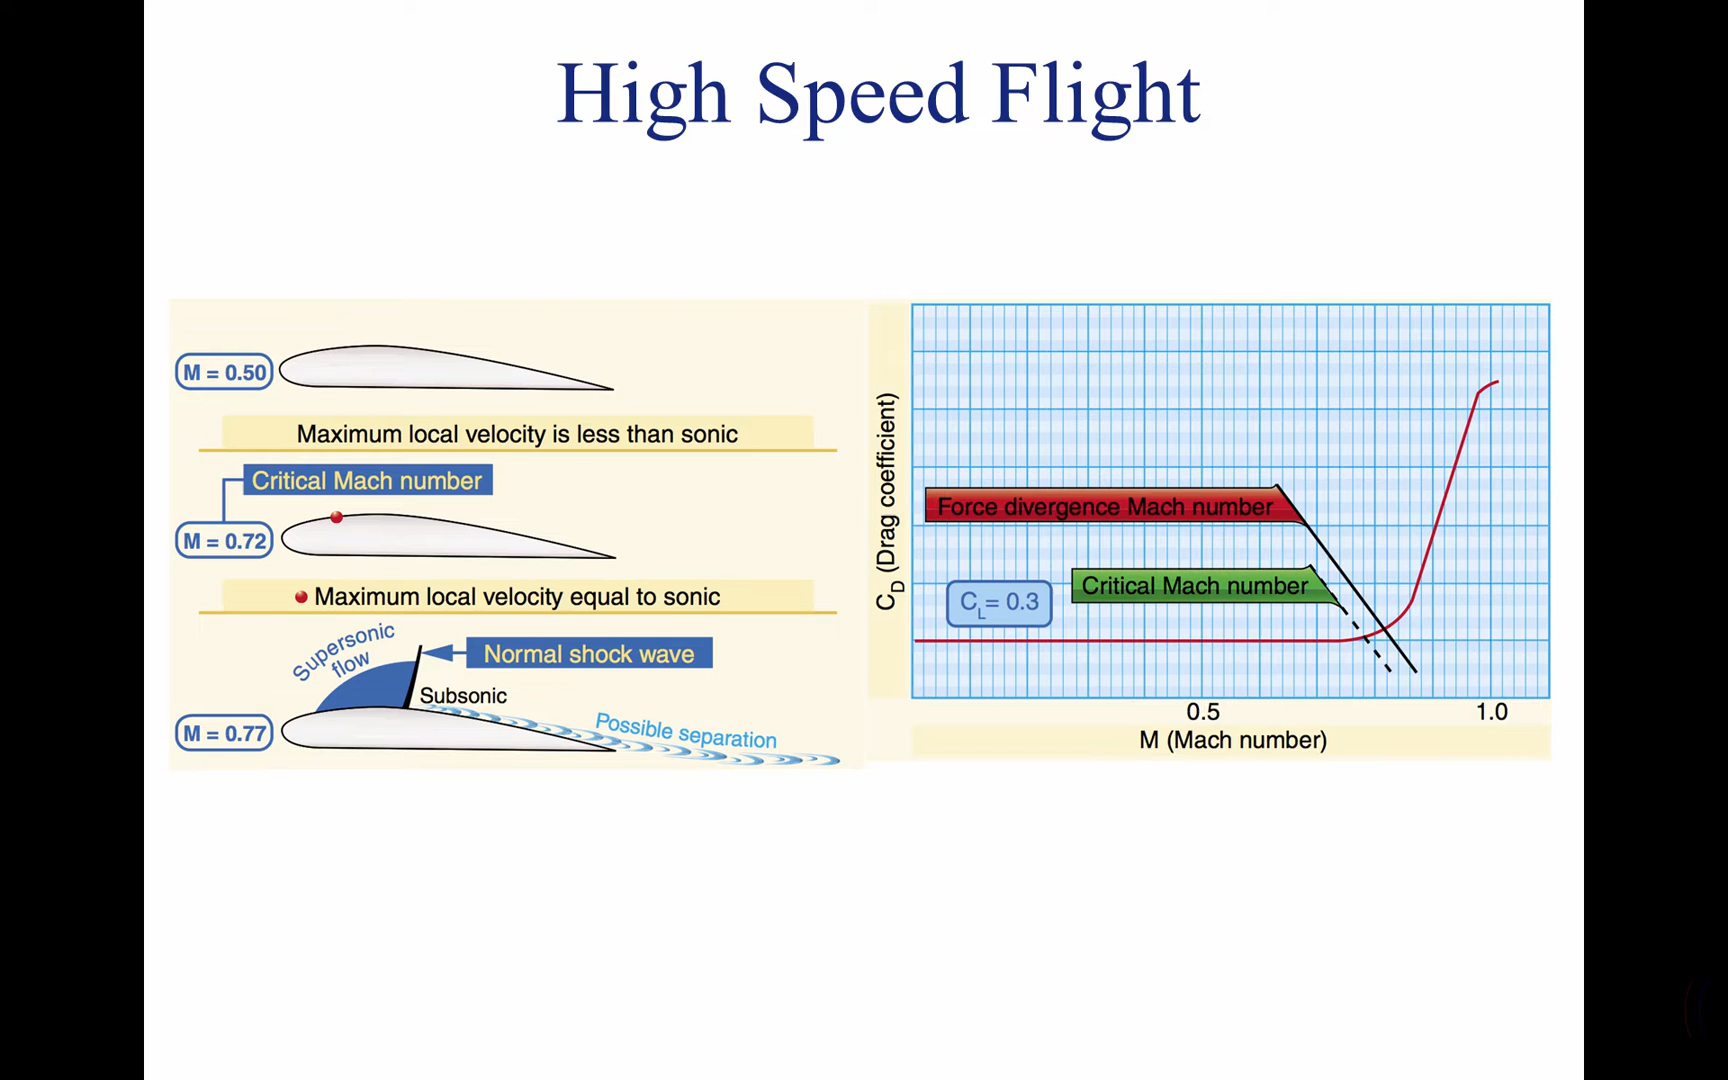 High Speed Flight
M = 0.50
Maximum local velocity is less than sonic
Critical Mach number
M = 0.72
Maximum local velocity equal to sonic
Supersonic
flow
Normal shock wave
Subsonic
Possible separation
M = 0.77
C_D (Drag coefficient)
Force divergence Mach number
Critical Mach number
C_L = 0.3
0.5
1.0
M (Mach number)